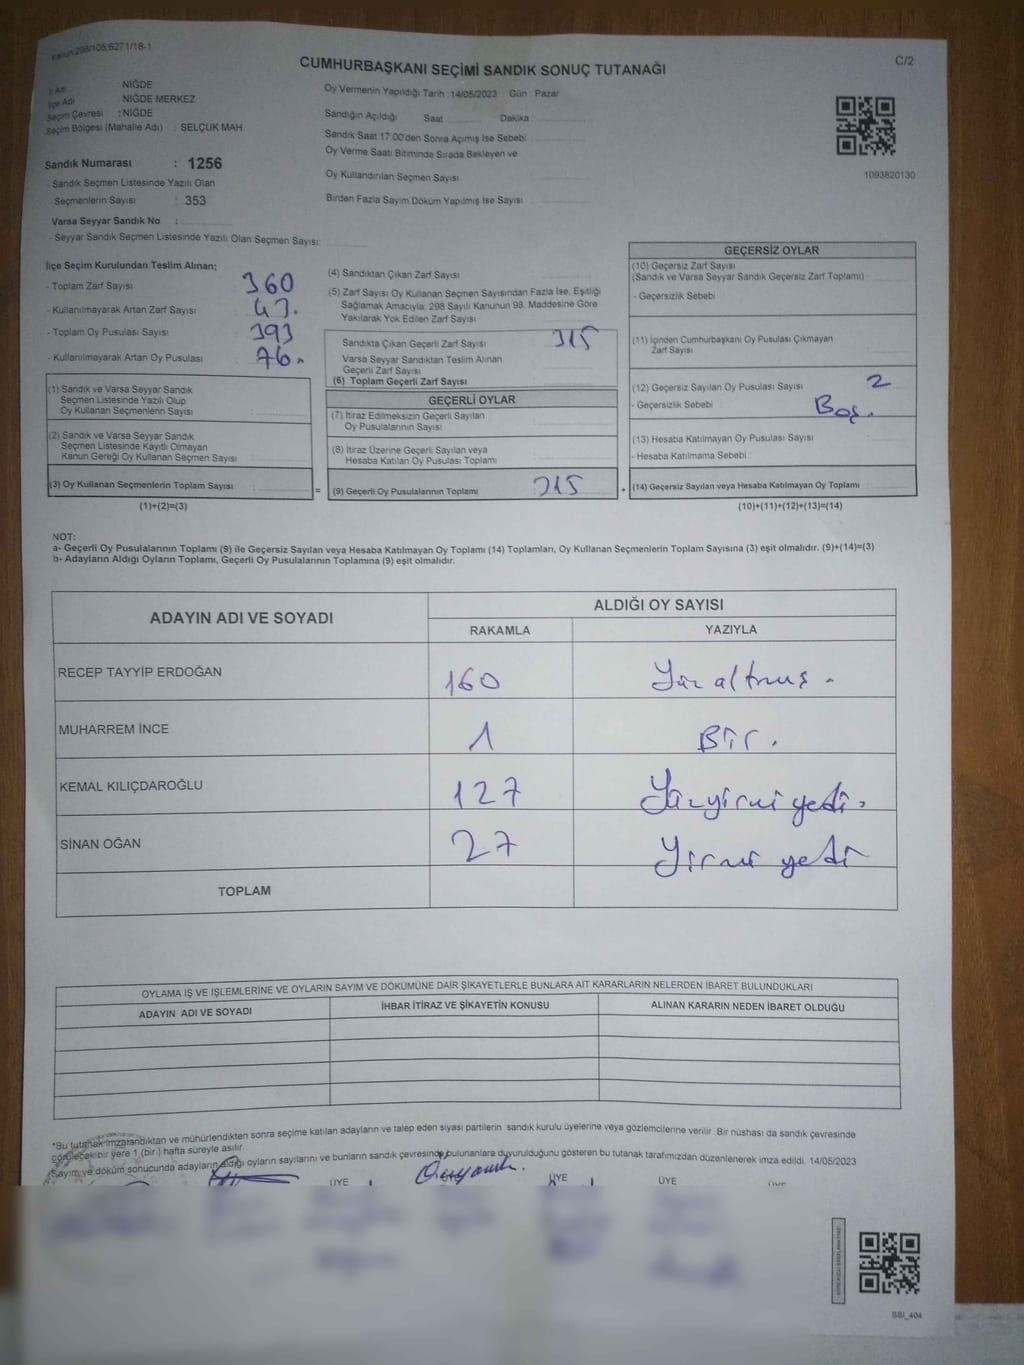 Kanun:298/105;6271/18-1
C/2
CUMHURBAŞKANI SEÇİMİ SANDIK SONUÇ TUTANAĞI
İl Adı NİĞDE
İlçe Adı NİĞDE MERKEZ
Seçim Çevresi : NİĞDE
Seçim Bölgesi (Mahalle Adı) : SELÇUK MAH
Sandık Numarası : 1256
- Sandık Seçmen Listesinde Yazılı Olan
Seçmenlerin Sayısı : 353
Varsa Seyyar Sandık No :
- Seyyar Sandık Seçmen Listesinde Yazılı Olan Seçmen Sayısı:
Oy Vermenin Yapıldığı Tarih :14/05/2023 Gün : Pazar
Sandığın Açıldığı Saat Dakika
Sandık Saat 17:00'den Sonra Açımış İse Sebebi
Oy Verme Saati Bitiminde Sırada Bekleyen ve
Oy Kullandırılan Seçmen Sayısı
Birden Fazla Sayım Döküm Yapılmış İse Sayısı
1093820130
İlçe Seçim Kurulundan Teslim Alınan;
- Toplam Zarf Sayısı 360
- Kullanılmayarak Artan Zarf Sayısı 43.
- Toplam Oy Pusulası Sayısı 393
- Kullanılmayarak Artan Oy Pusulası 76
(1) Sandık ve Varsa Seyyar Sandık
Seçmen Listesinde Yazılı Olup
Oy Kullanan Seçmenlerin Sayısı
(2) Sandık ve Varsa Seyyar Sandık
Seçmen Listesinde Kayıtlı Olmayan
Kanun Gereği Oy Kullanan Seçmen Sayısı
(3) Oy Kullanan Seçmenlerin Toplam Sayısı =
(1)+(2)=(3)
(4) Sandıktan Çıkan Zarf Sayısı
(5) Zarf Sayısı Oy Kullanan Seçmen Sayısından Fazla İse, Eşitliği
Sağlamak Amacıyla; 298 Sayılı Kanunun 98. Maddesine Göre
Yakılarak Yok Edilen Zarf Sayısı
Sandıkta Çıkan Geçerli Zarf Sayısı 315
Varsa Seyyar Sandıktan Teslim Alınan
Geçerli Zarf Sayısı
(6) Toplam Geçerli Zarf Sayısı
GEÇERLİ OYLAR
(7) İtiraz Edilmeksizin Geçerli Sayılan
Oy Pusulalarının Sayısı
(8) İtiraz Üzerine Geçerli Sayılan veya
Hesaba Katılan Oy Pusulası Toplamı
(9) Geçerli Oy Pusulalarının Toplamı 315 +
GEÇERSİZ OYLAR
(10) Geçersiz Zarf Sayısı
(Sandık ve Varsa Seyyar Sandık Geçersiz Zarf Toplamı)
- Geçersizlik Sebebi
(11) İçinden Cumhurbaşkanı Oy Pusulası Çıkmayan
Zarf Sayısı
(12) Geçersiz Sayılan Oy Pusulası Sayısı 2
- Geçersizlik Sebebi Boş.
(13) Hesaba Katılmayan Oy Pusulası Sayısı
- Hesaba Katılmama Sebebi
(14) Geçersiz Sayılan veya Hesaba Katılmayan Oy Toplamı
(10)+(11)+(12)+(13)=(14)
NOT:
a- Geçerli Oy Pusulalarının Toplamı (9) ile Geçersiz Sayılan veya Hesaba Katılmayan Oy Toplamı (14) Toplamları, Oy Kullanan Seçmenlerin Toplam Sayısına (3) eşit olmalıdır. (9)+(14)=(3)
b- Adayların Aldığı Oyların Toplamı, Geçerli Oy Pusulalarının Toplamına (9) eşit olmalıdır.
ADAYIN ADI VE SOYADI
ALDIĞI OY SAYISI
RAKAMLA YAZIYLA
RECEP TAYYİP ERDOĞAN 160 Yüz altmış.
MUHARREM İNCE 1 Bir.
KEMAL KILIÇDAROĞLU 127 Yüzyirmi yedi.
SİNAN OĞAN 27 Yirmi yedi
TOPLAM
OYLAMA İŞ VE İŞLEMLERİNE VE OYLARIN SAYIM VE DÖKÜMÜNE DAİR ŞİKAYETLERLE BUNLARA AİT KARARLARIN NELERDEN İBARET BULUNDUKLARI
ADAYIN ADI VE SOYADI İHBAR İTİRAZ VE ŞİKAYETİN KONUSU ALINAN KARARIN NEDEN İBARET OLDUĞU
*Bu tutanak imzalandıktan ve mühürlendikten sonra seçime katılan adayların ve talep eden siyasi partilerin sandık kurulu üyelerine veya gözlemcilerine verilir. Bir nüshası da sandık çevresinde
görülecek bir yere 1 (bir ) hafta süreyle asılır.
Sayım ve döküm sonucunda adayların aldığı oyların sayılarını ve bunların sandık çevresinde bulunanlara duyurulduğunu gösteren bu tutanak tarafımızdan düzenlenerek imza edildi. 14/05/2023
ÜYE ÜYE ÜYE
BBI_404